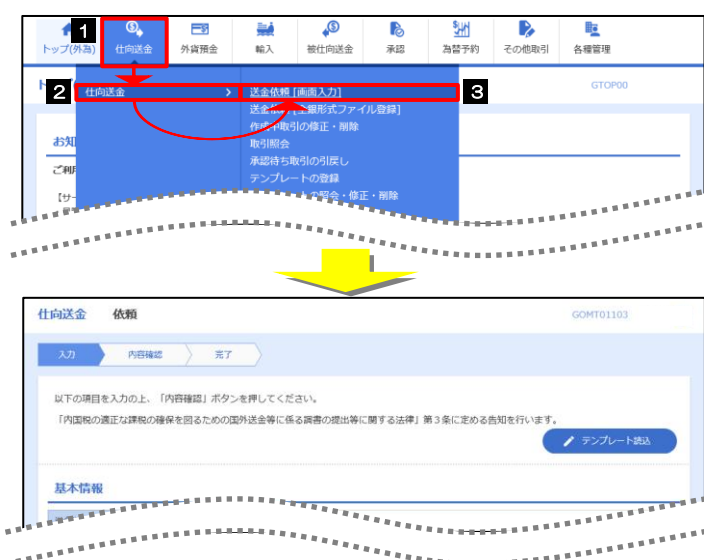 1
トップ(外為) 仕向送金 外貨預金 輸入 被仕向送金 承認 為替予約 その他取引 各種管理
GTOP00
2 仕向送金 送金依頼 [画面入力] 3
送金依頼 [全銀形式ファイル登録]
作成中取引の修正・削除
お知
取引照会
承認待ち取引の引戻し
ご利
テンプレートの登録
【サー
の照会・修正・削除
仕向送金 依頼 GOMT01103
入力 内容確認 完了
以下の項目を入力の上、「内容確認」ボタンを押してください。
「内国税の適正な課税の確保を図るための国外送金等に係る調書の提出等に関する法律」第3条に定める告知を行います。
テンプレート読込
基本情報